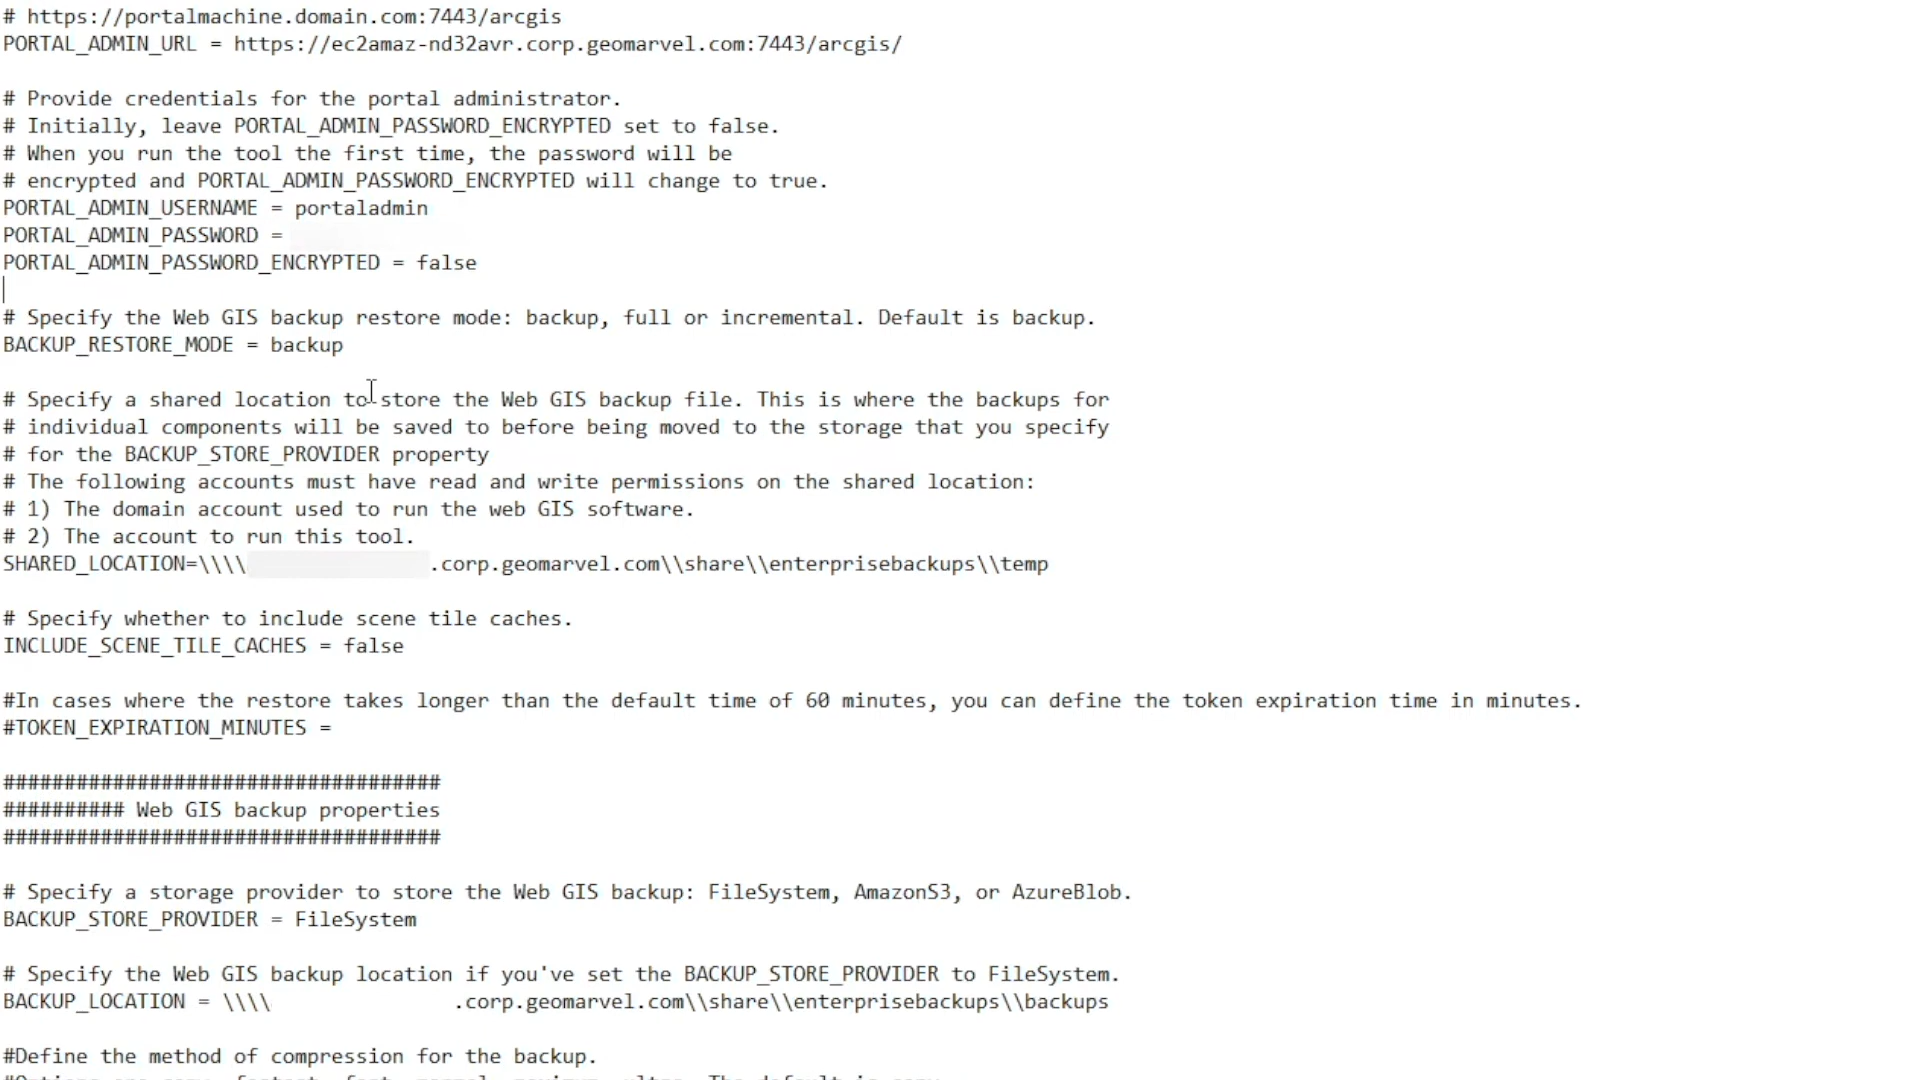 # https://portalmachine.domain.com:7443/arcgis
PORTAL_ADMIN_URL = https://ec2amaz-nd32avr.corp.geomarvel.com:7443/arcgis/
# Provide credentials for the portal administrator.
# Initially, leave PORTAL_ADMIN_PASSWORD_ENCRYPTED set to false.
# When you run the tool the first time, the password will be
# encrypted and PORTAL_ADMIN_PASSWORD_ENCRYPTED will change to true.
PORTAL_ADMIN_USERNAME = portaladmin
PORTAL_ADMIN_PASSWORD =
PORTAL_ADMIN_PASSWORD_ENCRYPTED = false
# Specify the Web GIS backup restore mode: backup, full or incremental. Default is backup.
BACKUP_RESTORE_MODE = backup
# Specify a shared location to store the Web GIS backup file. This is where the backups for
# individual components will be saved to before being moved to the storage that you specify
# for the BACKUP_STORE_PROVIDER property
# The following accounts must have read and write permissions on the shared location:
# 1) The domain account used to run the web GIS software.
# 2) The account to run this tool.
SHARED_LOCATION=\\\\ .corp.geomarvel.com\\share\\enterprisebackups\\temp
# Specify whether to include scene tile caches.
INCLUDE_SCENE_TILE_CACHES = false
#In cases where the restore takes longer than the default time of 60 minutes, you can define the token expiration time in minutes.
#TOKEN_EXPIRATION_MINUTES =
####################################
########## Web GIS backup properties
####################################
# Specify a storage provider to store the Web GIS backup: FileSystem, AmazonS3, or AzureBlob.
BACKUP_STORE_PROVIDER = FileSystem
# Specify the Web GIS backup location if you've set the BACKUP_STORE_PROVIDER to FileSystem.
BACKUP_LOCATION = \\\\ .corp.geomarvel.com\\share\\enterprisebackups\\backups
#Define the method of compression for the backup.